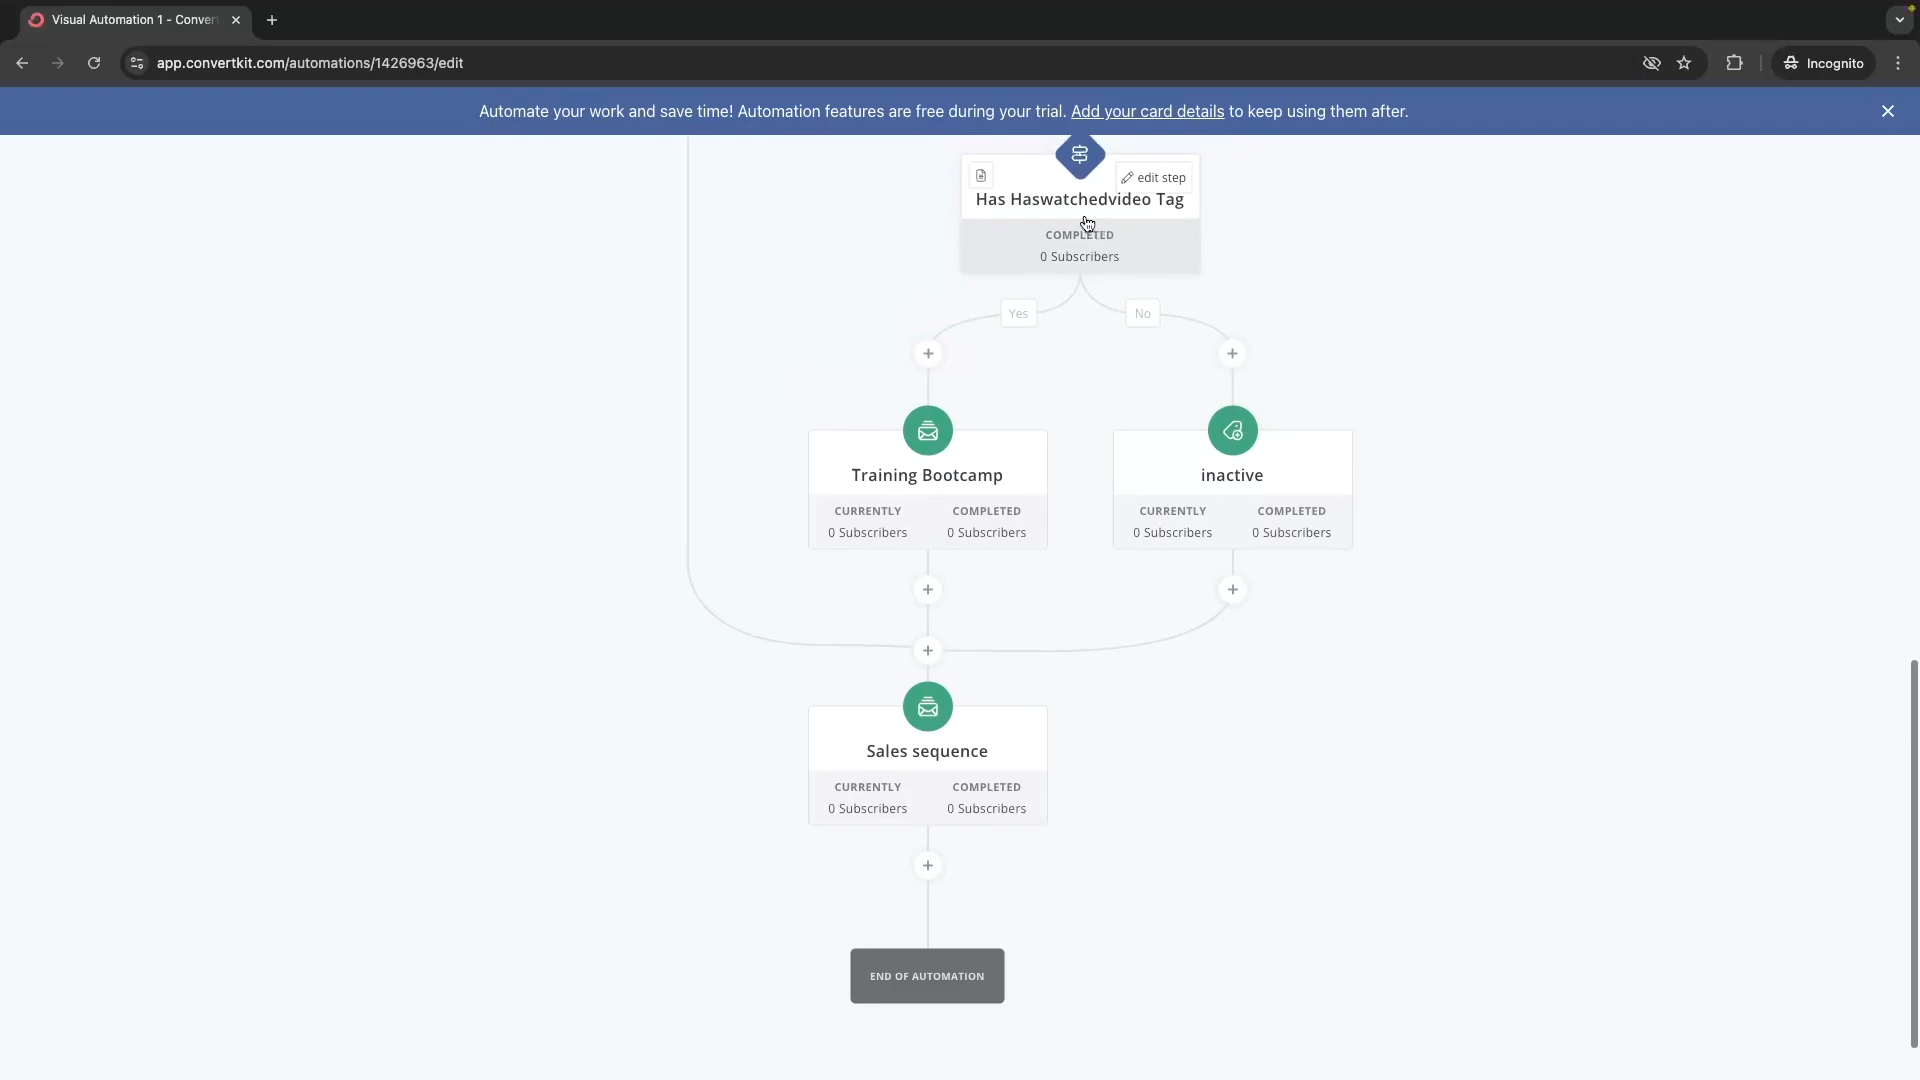 Visual Automation 1 - Conver
app.convertkit.com/automations/1426963/edit
Incognito
Automate your work and save time! Automation features are free during your trial. Add your card details to keep using them after.
edit step
Has Haswatchedvideo Tag
COMPLETED
0 Subscribers
Yes
No
Training Bootcamp
inactive
CURRENTLY COMPLETED
CURRENTLY COMPLETED
0 Subscribers 0 Subscribers
0 Subscribers 0 Subscribers
Sales sequence
CURRENTLY COMPLETED
0 Subscribers 0 Subscribers
END OF AUTOMATION